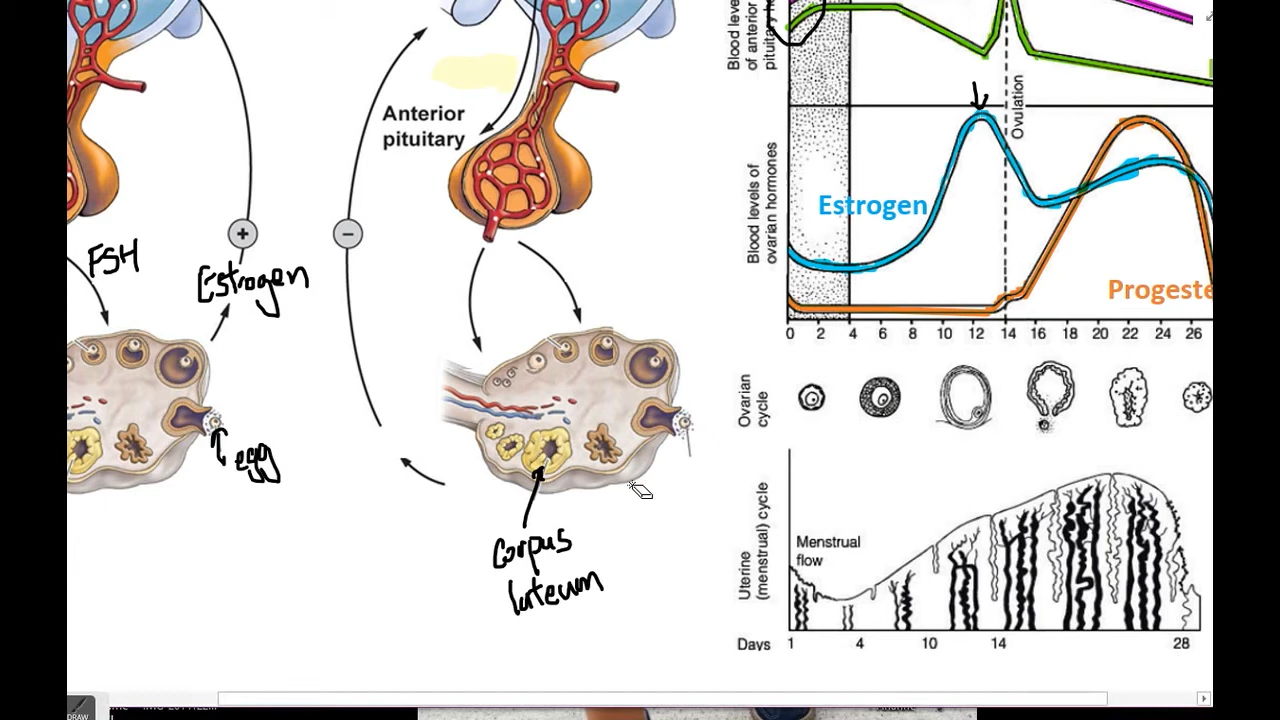 Anterior
pituitary
FSH
+
Estrogen
−
egg
Corpus
luteum
Blood leve
of anterior
pituitary h
Ovulation
Blood levels of
ovarian hormones
Estrogen
Progeste
0 2 4 6 8 10 12 14 16 18 20 22 24 26
Ovarian
cycle
Uterine
(menstrual) cycle
Menstrual
flow
Days 1 4 10 14 28
DRAW